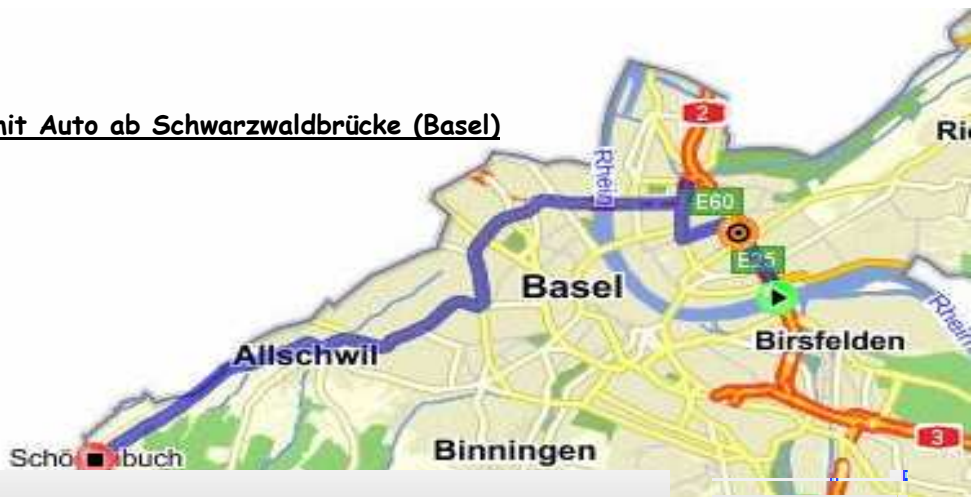 mit Auto ab Schwarzwaldbrücke (Basel)
2
Rhein
E60
E25
Basel
Rhein
Birsfelden
Allschwil
Binningen
3